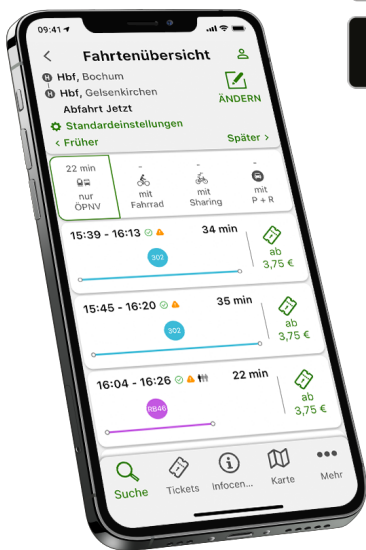 09:41
Fahrtenübersicht
H Hbf, Bochum
H Hbf, Gelsenkirchen
Abfahrt Jetzt
ÄNDERN
Standardeinstellungen
< Früher
Später >
22 min
nur
ÖPNV
-
mit
Fahrrad
-
mit
Sharing
-
mit
P + R
15:39 - 16:13
34 min
302
ab
3,75 €
15:45 - 16:20
35 min
302
ab
3,75 €
16:04 - 16:26
22 min
RB46
ab
3,75 €
Suche
Tickets
Infocen...
Karte
Mehr